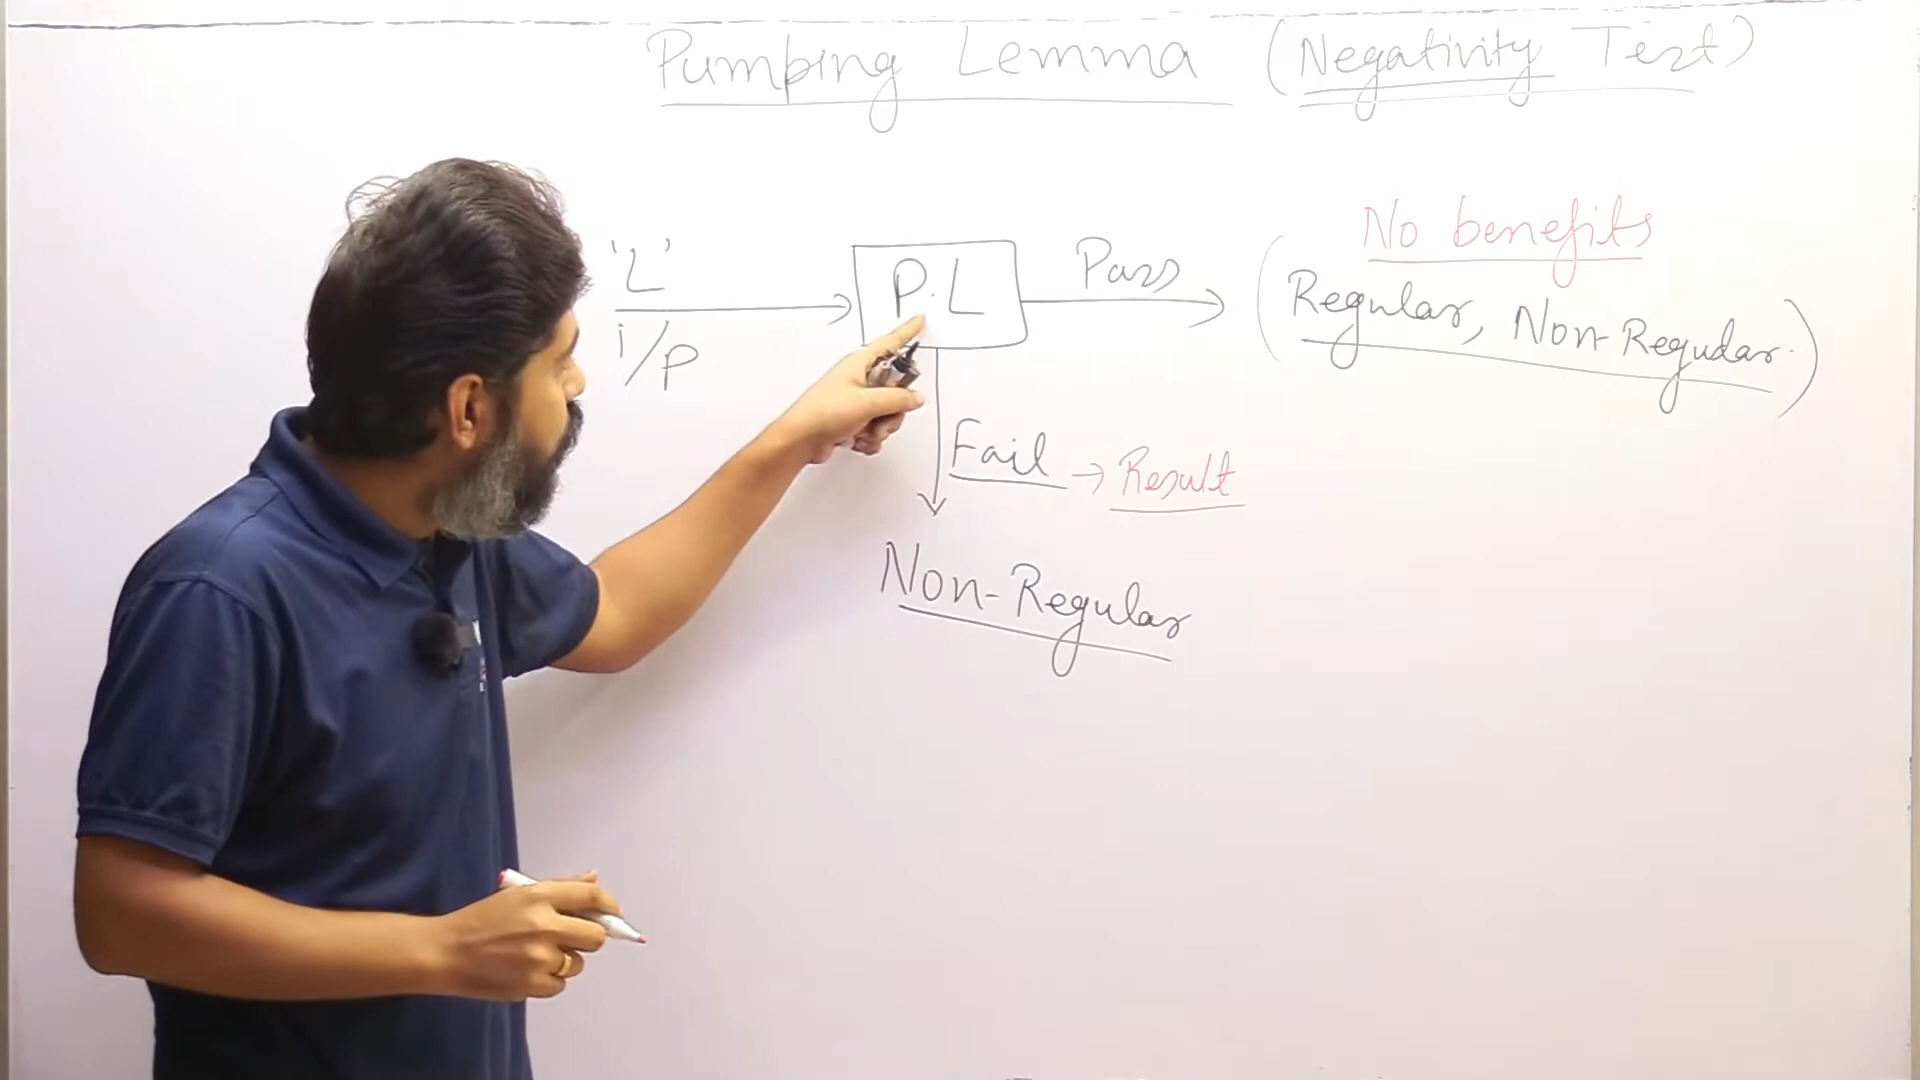 Pumping Lemma (Negativity Test)
'L'
i/p
P.L
Pass
No benefits
(Regular, Non-Regular.)
Fail → Result
Non-Regular